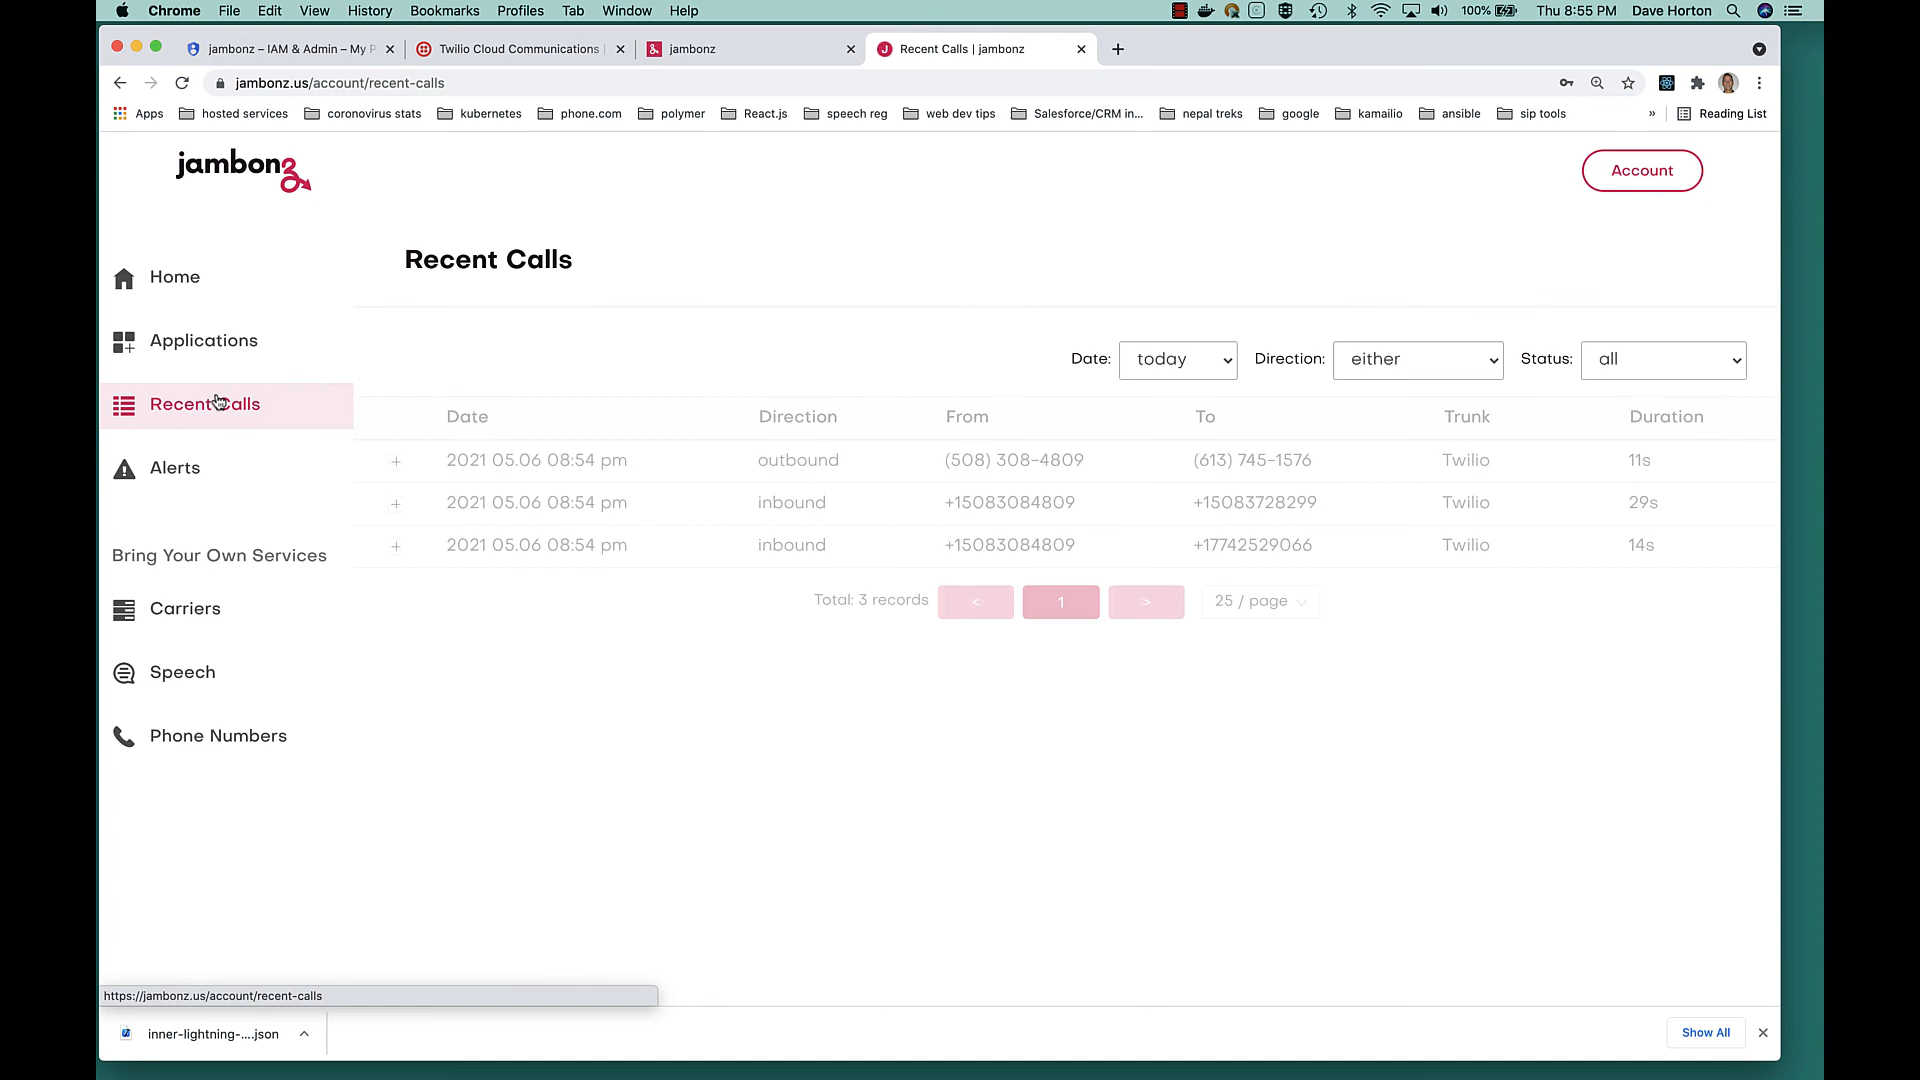 Chrome File Edit View History Bookmarks Profiles Tab Window Help 100% Thu 8:55 PM Dave Horton
jambonz – IAM & Admin – My P Twilio Cloud Communications | jambonz Recent Calls | jambonz
jambonz.us/account/recent-calls
Apps hosted services coronovirus stats kubernetes phone.com polymer React.js speech reg web dev tips Salesforce/CRM in... nepal treks google kamailio ansible sip tools » Reading List
jambonz
Account
Recent Calls
Home
Applications
Recent Calls
Alerts
Bring Your Own Services
Carriers
Speech
Phone Numbers
Date: today Direction: either Status: all
Date Direction From To Trunk Duration
+ 2021 05.06 08:54 pm outbound (508) 308-4809 (613) 745-1576 Twilio 11s
+ 2021 05.06 08:54 pm inbound +15083084809 +15083728299 Twilio 29s
+ 2021 05.06 08:54 pm inbound +15083084809 +17742529066 Twilio 14s
Total: 3 records < 1 > 25 / page
https://jambonz.us/account/recent-calls
inner-lightning-....json
Show All